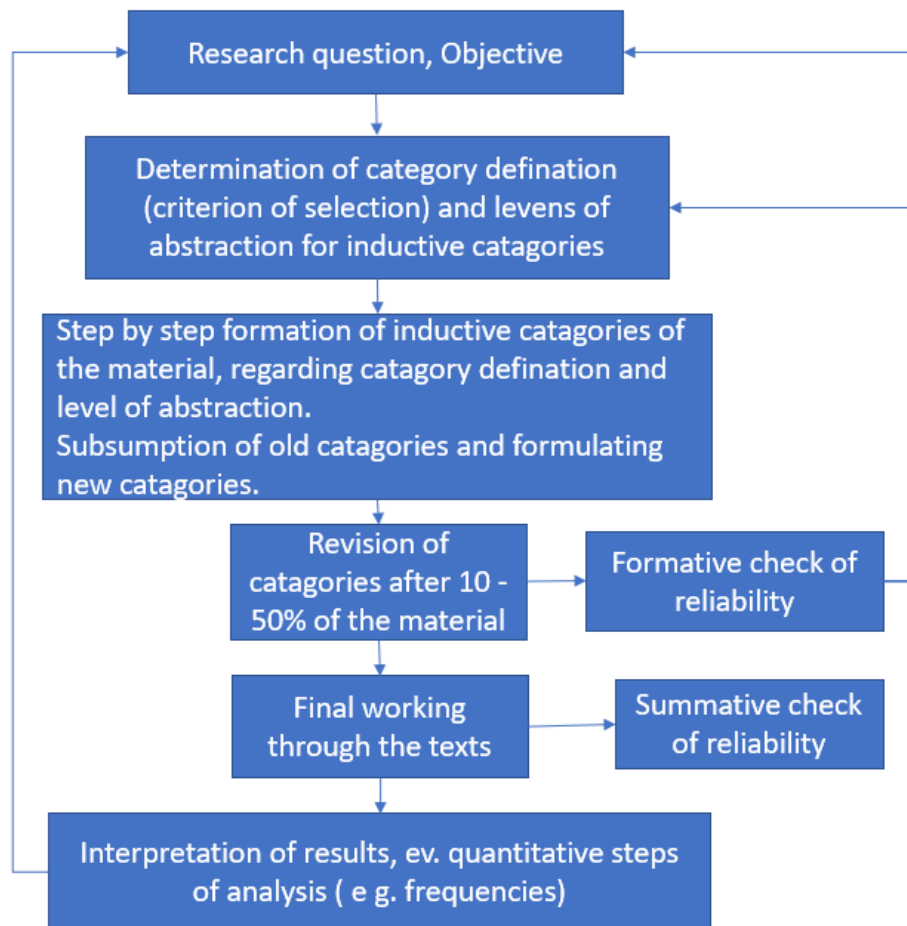 Research question, Objective
Determination of category defination
(criterion of selection) and levens of
abstraction for inductive catagories
Step by step formation of inductive catagories of
the material, regarding catagory defination and
level of abstraction.
Subsumption of old catagories and formulating
new catagories.
Revision of
catagories after 10 -
50% of the material
Formative check of
reliability
Final working
through the texts
Summative check
of reliability
Interpretation of results, ev. quantitative steps
of analysis ( e g. frequencies)